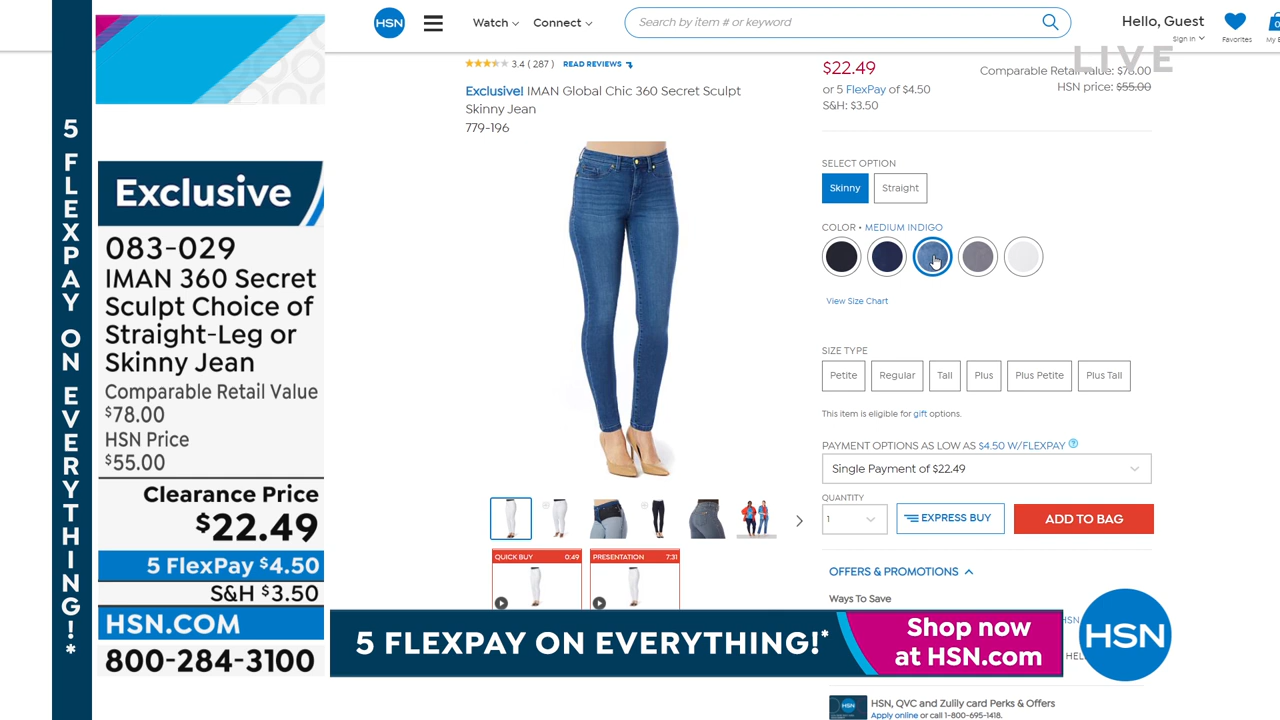 5 FLEXPAY ON EVERYTHING!*
Exclusive
083-029
IMAN 360 Secret
Sculpt Choice of
Straight-Leg or
Skinny Jean
Comparable Retail Value
$78.00
HSN Price
$55.00
Clearance Price
$22.49
5 FlexPay $4.50
S&H $3.50
HSN.COM
800-284-3100
HSN
Watch
Connect
Search by item # or keyword
Hello, Guest
Sign In
Favorites
0
LIVE
3.4 ( 287 )
READ REVIEWS
Exclusive! IMAN Global Chic 360 Secret Sculpt
Skinny Jean
779-196
$22.49
or 5 FlexPay of $4.50
S&H: $3.50
Comparable Retail Value: $78.00
HSN price: $55.00
SELECT OPTION
Skinny
Straight
COLOR • MEDIUM INDIGO
View Size Chart
SIZE TYPE
Petite
Regular
Tall
Plus
Plus Petite
Plus Tall
This item is eligible for gift options.
PAYMENT OPTIONS AS LOW AS $4.50 W/FLEXPAY ?
Single Payment of $22.49
QUANTITY
1
EXPRESS BUY
ADD TO BAG
QUICK BUY 0:49
PRESENTATION 7:31
OFFERS & PROMOTIONS
Ways To Save
5 FLEXPAY ON EVERYTHING!*
Shop now
at HSN.com
HSN
HSN
HSN, QVC and Zulily card Perks & Offers
Apply online or call 1-800-695-1418.